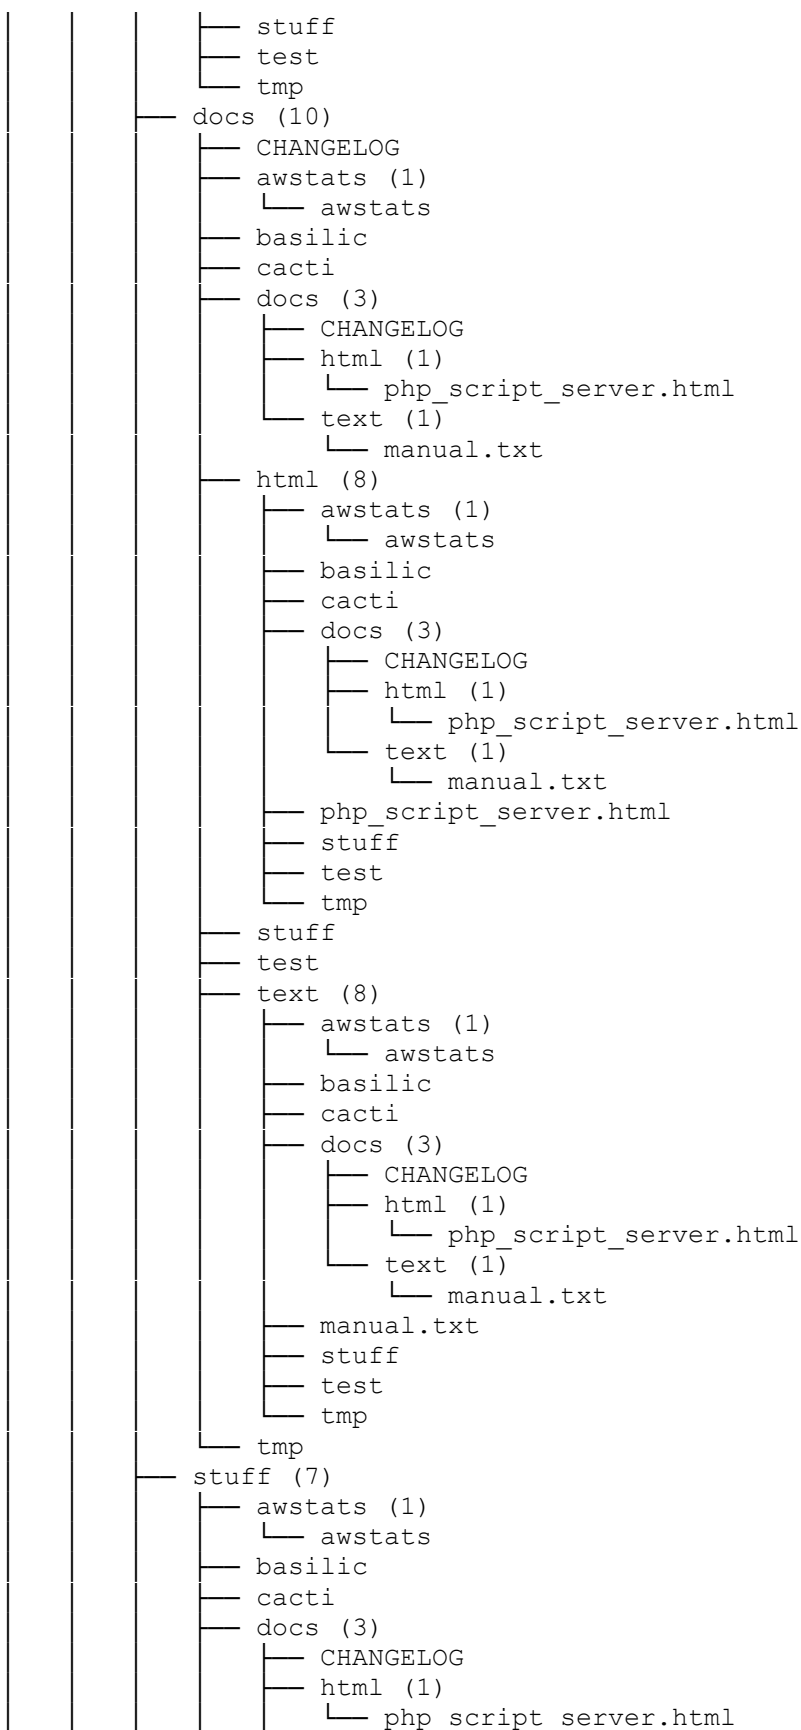 stuff
test
tmp
docs (10)
CHANGELOG
awstats (1)
awstats
basilic
cacti
docs (3)
CHANGELOG
html (1)
php_script_server.html
text (1)
manual.txt
html (8)
awstats (1)
awstats
basilic
cacti
docs (3)
CHANGELOG
html (1)
php_script_server.html
text (1)
manual.txt
php_script_server.html
stuff
test
tmp
stuff
test
text (8)
awstats (1)
awstats
basilic
cacti
docs (3)
CHANGELOG
html (1)
php_script_server.html
text (1)
manual.txt
manual.txt
stuff
test
tmp
tmp
stuff (7)
awstats (1)
awstats
basilic
cacti
docs (3)
CHANGELOG
html (1)
php script server.html